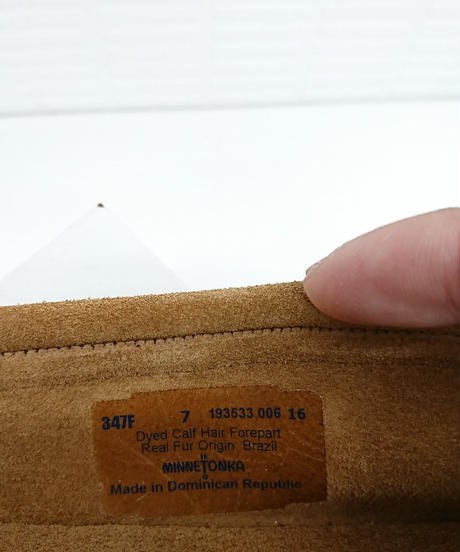 347F 7 193533 006 16
Dyed Calf Hair Forepart
Real Fur Origin Brazil
MINNETONKA
Made in Dominican Republic